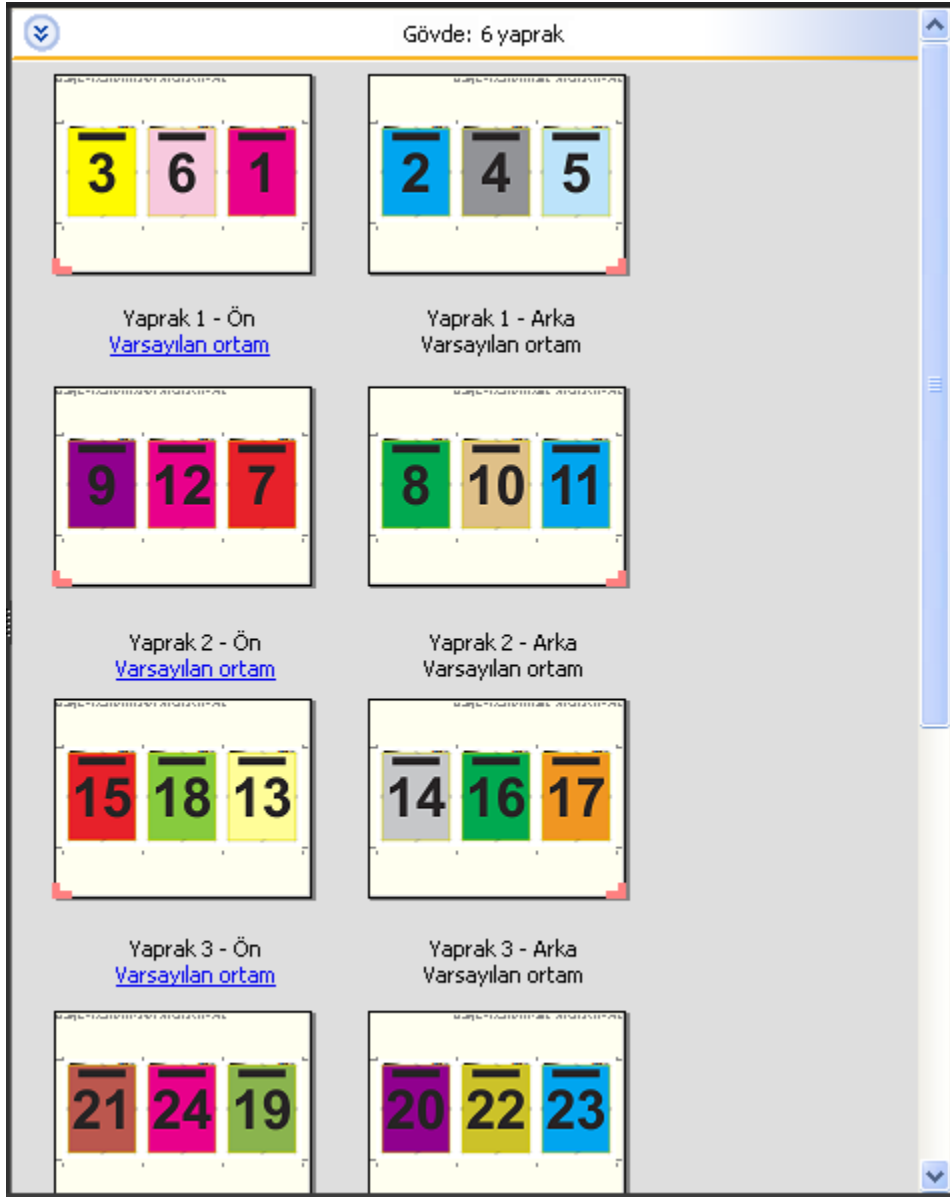 Gövde: 6 yaprak
3 6 1
2 4 5
Yaprak 1 - Ön
Varsayılan ortam
Yaprak 1 - Arka
Varsayılan ortam
9 12 7
8 10 11
Yaprak 2 - Ön
Varsayılan ortam
Yaprak 2 - Arka
Varsayılan ortam
15 18 13
14 16 17
Yaprak 3 - Ön
Varsayılan ortam
Yaprak 3 - Arka
Varsayılan ortam
21 24 19
20 22 23